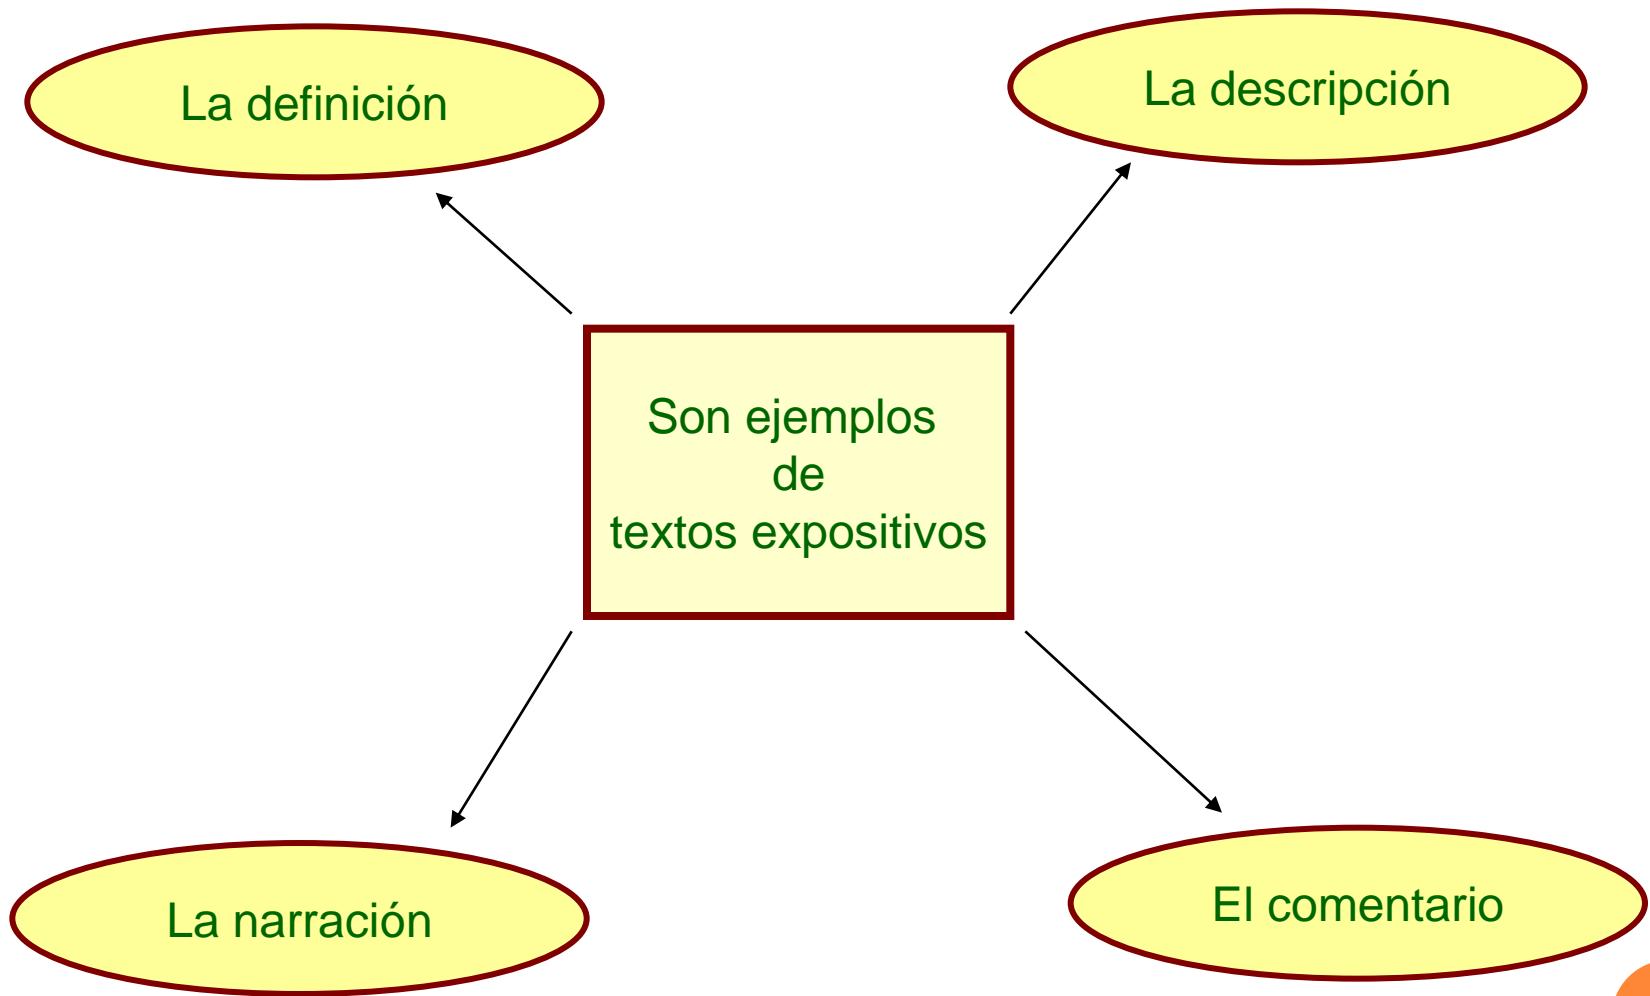 La definición
La descripción
Son ejemplos
de
textos expositivos
La narración
El comentario